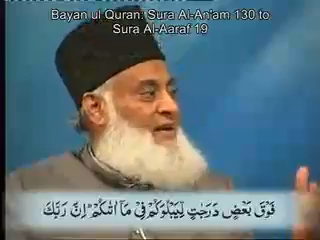 Bayan ul Quran: Sura Al-An'am 130 to
Sura Al-Aaraf 19
فَوْقَ بَعْضٍ دَرَجٰتٍ لِّيَبْلُوَكُمْ فِيْ مَاۤ اٰتٰىكُمْ ؕ اِنَّ رَبَّكَ